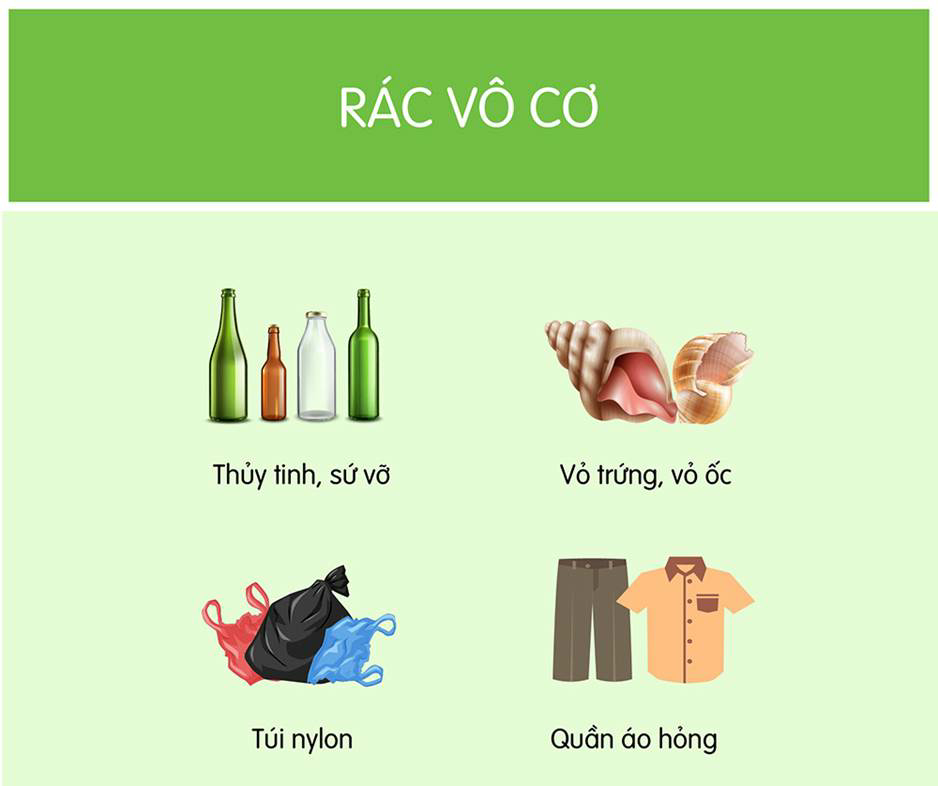 RÁC VÔ CƠ
Thủy tinh, sứ vỡ
Vỏ trứng, vỏ ốc
Túi nylon
Quần áo hỏng